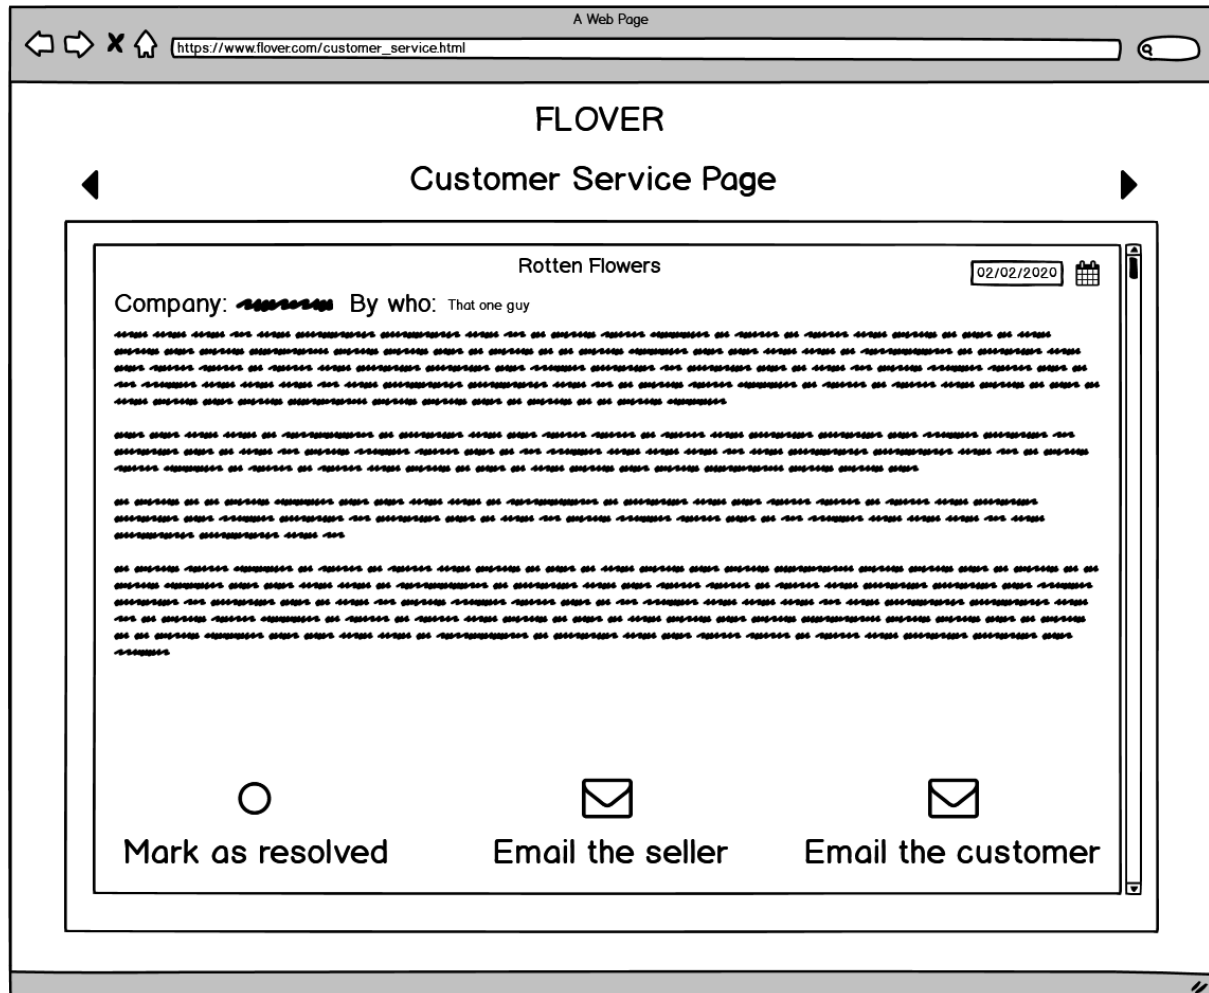 A Web Page
https://www.flover.com/customer_service.html
FLOVER
Customer Service Page
Rotten Flowers
02/02/2020
Company: By who: That one guy
Mark as resolved
Email the seller
Email the customer